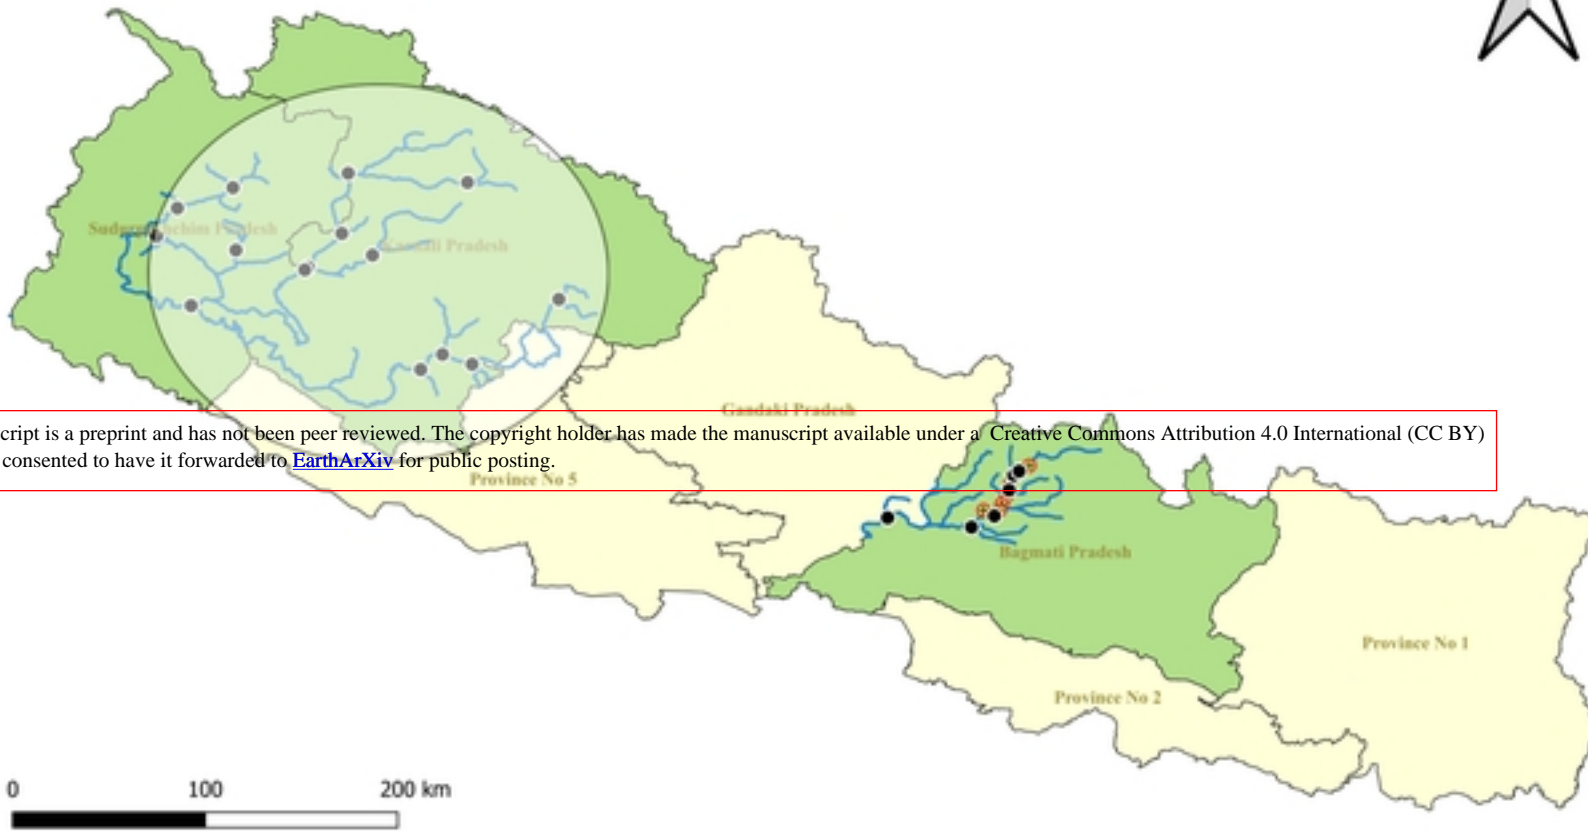 Pradesh
Pradesh
Gandaki Pradesh
cript is a preprint and has not been peer reviewed. The copyright holder has made the manuscript available under a Creative Commons Attribution 4.0 International (CC BY)
consented to have it forwarded to EarthArXiv for public posting.
Province No 5
Bagmati Pradesh
Province No 1
Province No 2
0 100 200 km